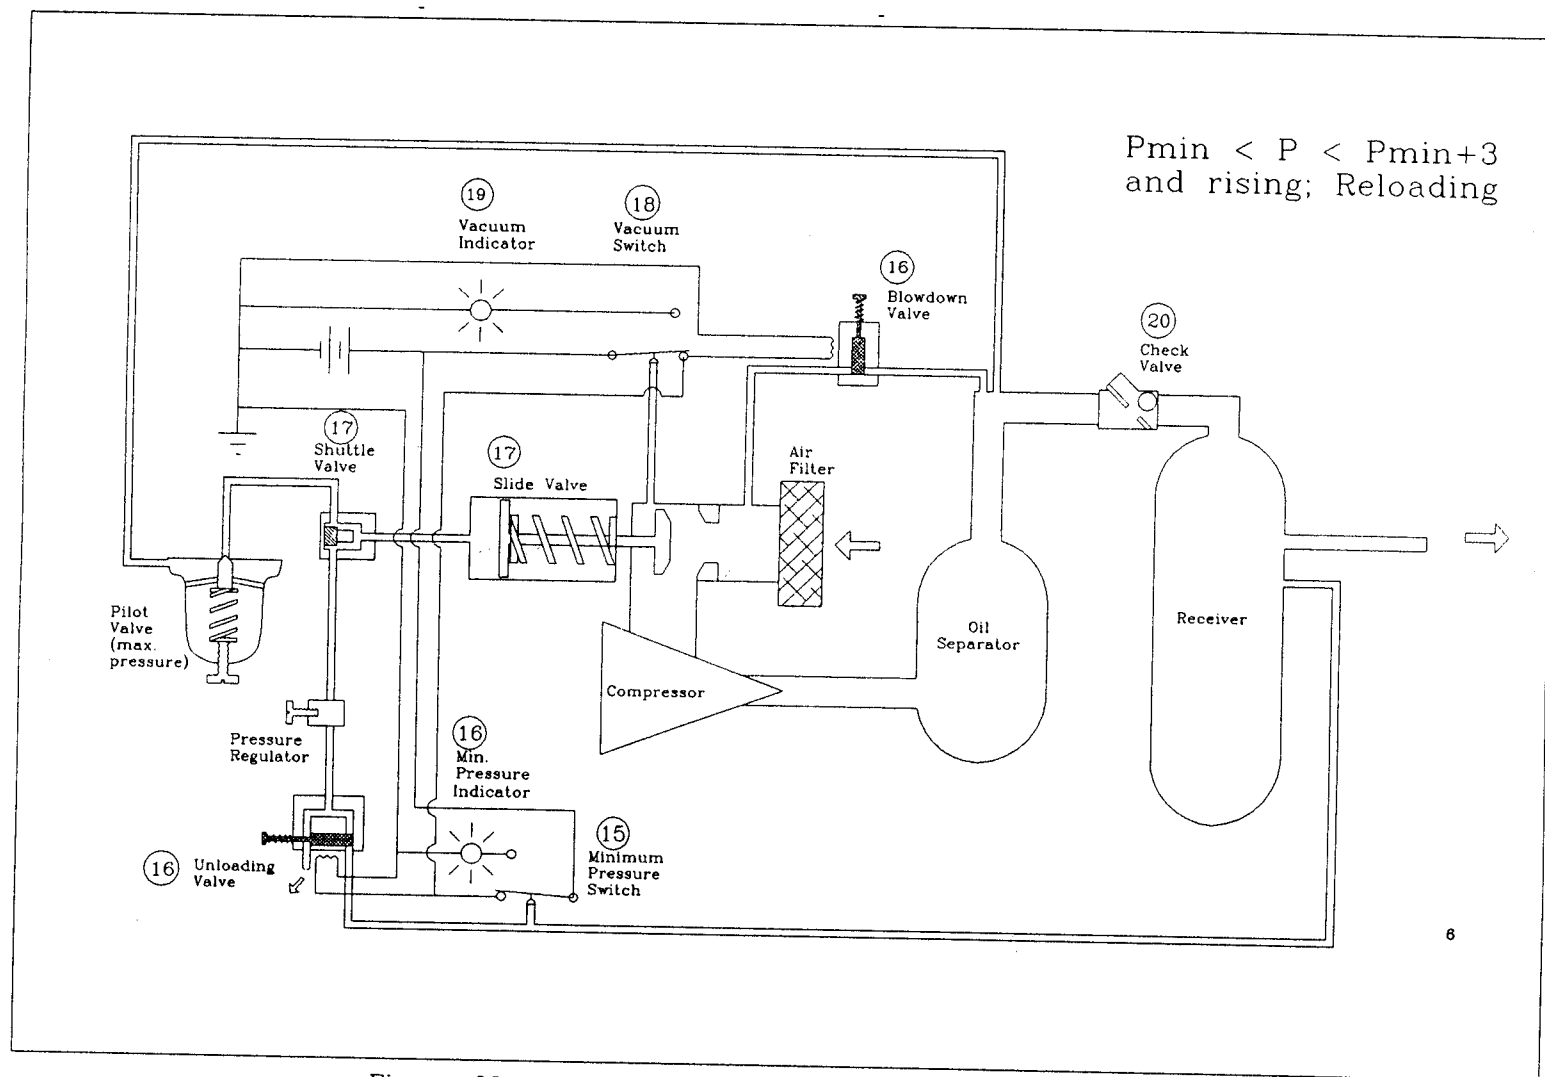 Pmin < P < Pmin+3
and rising; Reloading
19
Vacuum
Indicator
18
Vacuum
Switch
16
Blowdown
Valve
20
Check
Valve
17
Shuttle
Valve
17
Slide Valve
Air
Filter
Pilot
Valve
(max.
pressure)
Oil
Separator
Receiver
Compressor
Pressure
Regulator
16
Min.
Pressure
Indicator
15
Minimum
Pressure
Switch
16
Unloading
Valve
6